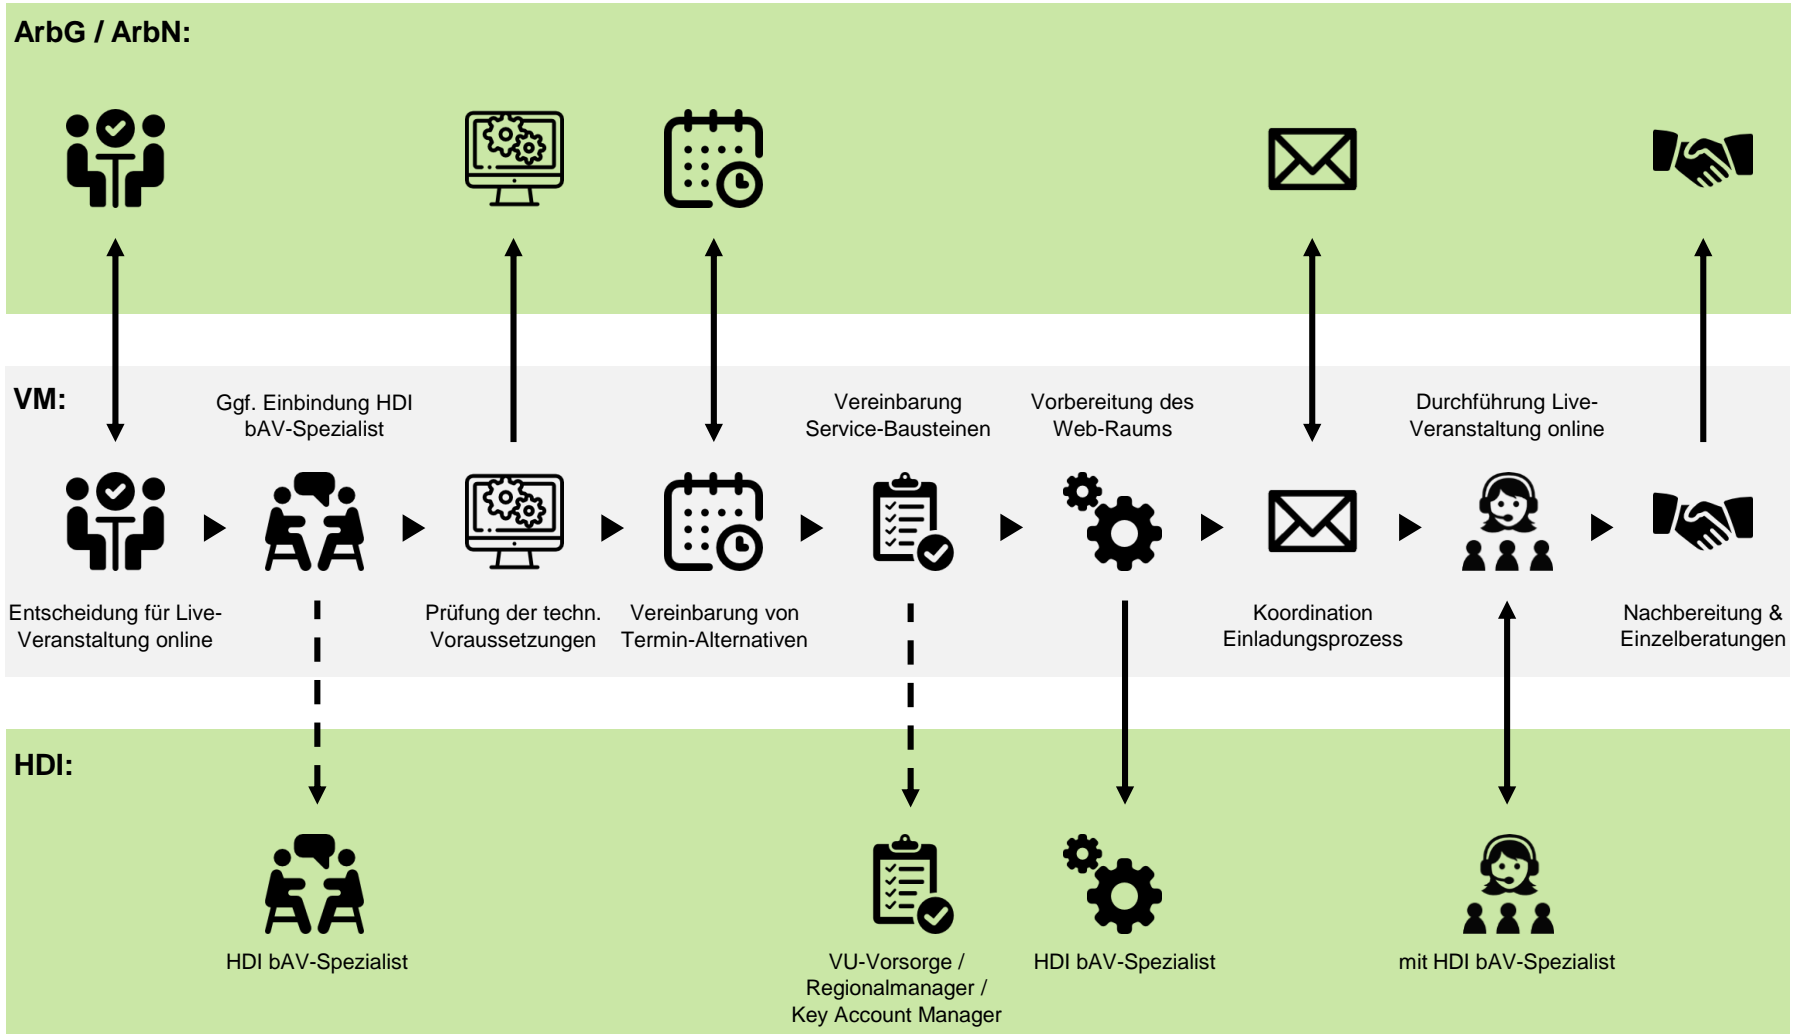 ArbG / ArbN:
VM:
Ggf. Einbindung HDI
bAV-Spezialist
Vereinbarung
Service-Bausteinen
Vorbereitung des
Web-Raums
Durchführung Live-
Veranstaltung online
Entscheidung für Live-
Veranstaltung online
Prüfung der techn.
Voraussetzungen
Vereinbarung von
Termin-Alternativen
Koordination
Einladungsprozess
Nachbereitung &
Einzelberatungen
HDI:
HDI bAV-Spezialist
VU-Vorsorge /
Regionalmanager /
Key Account Manager
HDI bAV-Spezialist
mit HDI bAV-Spezialist